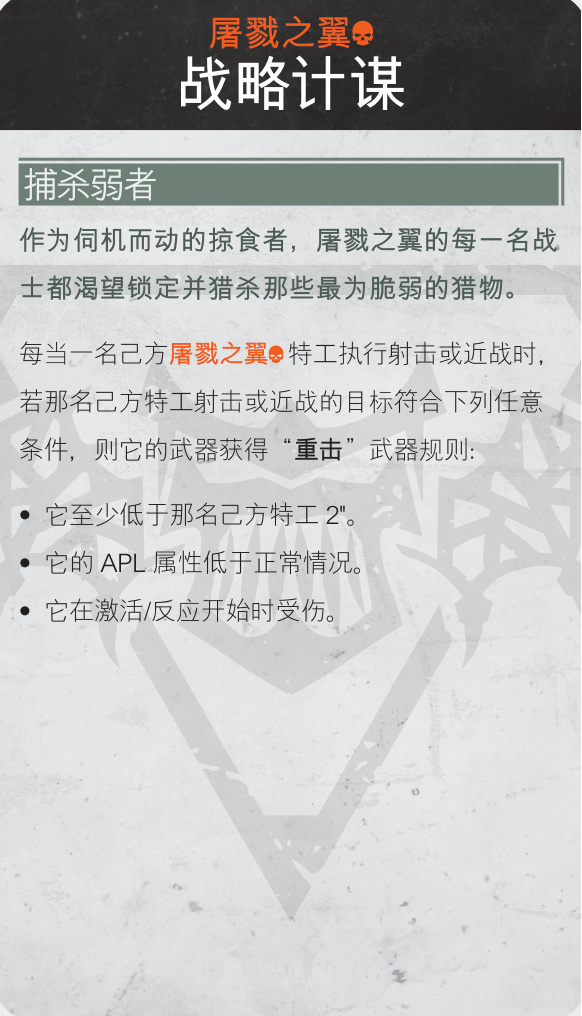 屠戮之翼
战略计谋
捕杀弱者
作为伺机而动的掠食者，屠戮之翼的每一名战
士都渴望锁定并猎杀那些最为脆弱的猎物。
每当一名己方屠戮之翼特工执行射击或近战时，
若那名己方特工射击或近战的目标符合下列任意
条件，则它的武器获得“重击”武器规则:
• 它至少低于那名己方特工 2"。
• 它的 APL 属性低于正常情况。
• 它在激活/反应开始时受伤。